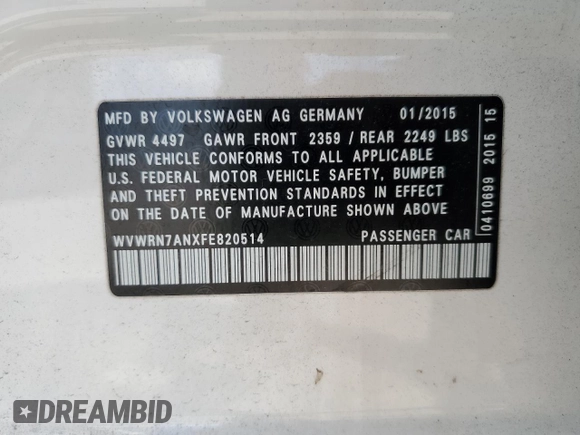 MFD BY VOLKSWAGEN AG GERMANY 01/2015
GVWR 4497 GAWR FRONT 2359 / REAR 2249 LBS
THIS VEHICLE CONFORMS TO ALL APPLICABLE
U.S. FEDERAL MOTOR VEHICLE SAFETY, BUMPER
AND THEFT PREVENTION STANDARDS IN EFFECT
ON THE DATE OF MANUFACTURE SHOWN ABOVE
WVWRN7ANXFE820514 PASSENGER CAR
0410699 2015 15
DREAMBID